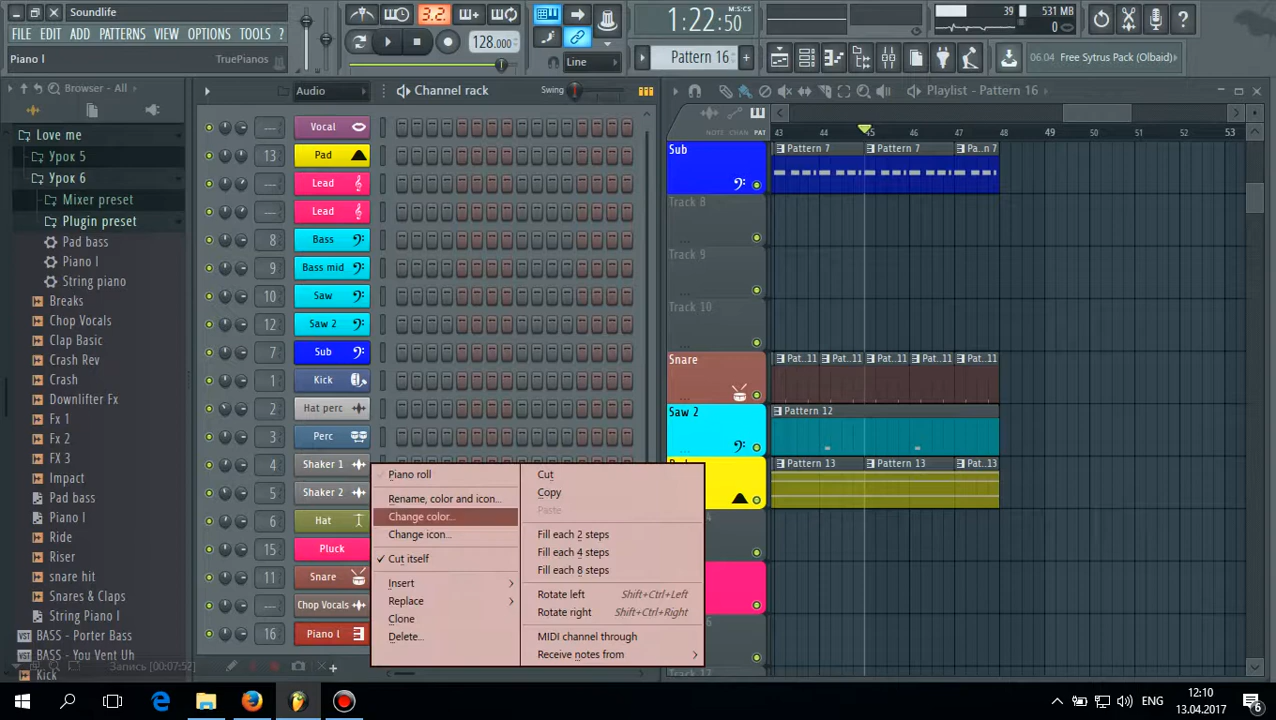 Soundlife
FILE EDIT ADD PATTERNS VIEW OPTIONS TOOLS ?
Piano l TruePianos
3.2.
128.000
1:22:50
M:S:CS
Line
Pattern 16
39
531 MB
06.04 Free Sytrus Pack (Olbaid)
Browser - All
Love me
Урок 5
Урок 6
Mixer preset
Plugin preset
Pad bass
Piano l
String piano
Breaks
Chop Vocals
Clap Basic
Crash Rev
Crash
Downlifter Fx
Fx 1
Fx 2
FX 3
Impact
Pad bass
Piano l
Ride
Riser
snare hit
Snares & Claps
String Piano l
BASS - Porter Bass
BASS - You Vent Uh
Kick
Запись [00:07:52]
Audio
Channel rack
Swing
--- Vocal
13 Pad
--- Lead
--- Lead
8 Bass
9 Bass mid
10 Saw
12 Saw 2
7 Sub
1 Kick
2 Hat perc
3 Perc
4 Shaker 1
5 Shaker 2
6 Hat
15 Pluck
11 Snare
--- Chop Vocals
16 Piano l
Piano roll
Rename, color and icon...
Change color...
Change icon...
Cut itself
Insert
Replace
Clone
Delete...
Cut
Copy
Paste
Fill each 2 steps
Fill each 4 steps
Fill each 8 steps
Rotate left Shift+Ctrl+Left
Rotate right Shift+Ctrl+Right
MIDI channel through
Receive notes from
Playlist - Pattern 16
NOTE CHAN PAT
43 44 45 46 47 48 49 50 51 52 53
Sub
Pattern 7 Pattern 7 Pa..n 7
Track 8
Track 9
Track 10
Snare
Pat..11 Pat..11 Pat..11 Pat..11 Pat..11
Saw 2
Pattern 12
Pattern 13 Pattern 13 Pat..13
ENG
12:10
13.04.2017
6